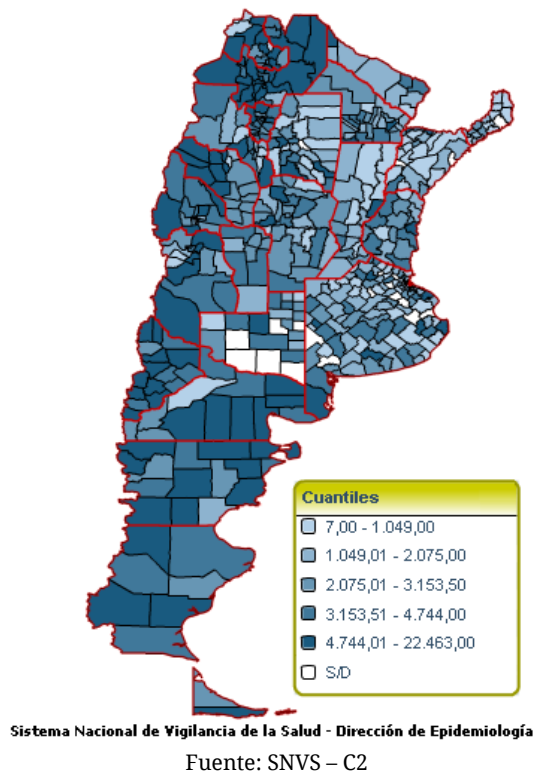 Cuantiles
7,00 - 1.049,00
1.049,01 - 2.075,00
2.075,01 - 3.153,50
3.153,51 - 4.744,00
4.744,01 - 22.463,00
S/D
Sistema Nacional de Vigilancia de la Salud - Dirección de Epidemiología
Fuente: SNVS – C2